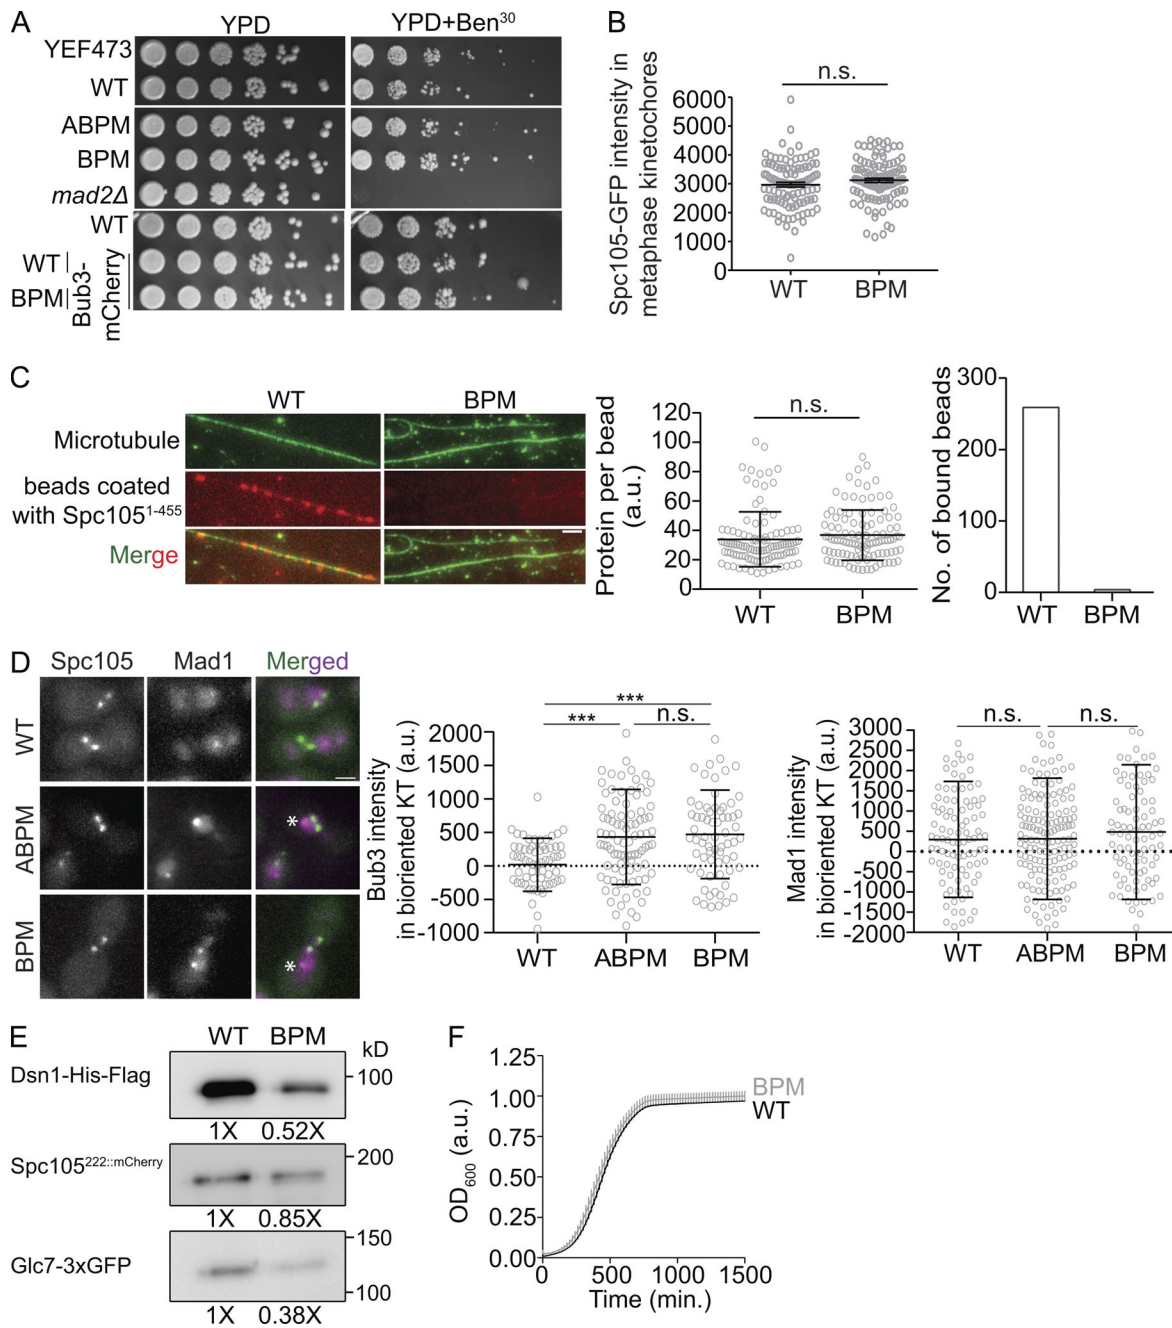 A
YPD
YPD+Ben30
YEF473
WT
ABPM
BPM
mad2Δ
WT
WT
BPM
Bub3-
mCherry
B
Spc105-GFP intensity in
metaphase kinetochores
n.s.
6000
5000
4000
3000
2000
1000
0
WT
BPM
C
WT
BPM
Microtubule
beads coated
with Spc1051-455
Merge
Protein per bead
(a.u.)
n.s.
120
100
80
60
40
20
0
WT
BPM
No. of bound beads
300
200
100
0
WT
BPM
D
Spc105
Mad1
Merged
WT
ABPM
*
BPM
*
Bub3 intensity
in bioriented KT (a.u.)
***
***
n.s.
2000
1500
1000
500
0
-500
-1000
WT
ABPM
BPM
Mad1 intensity
in bioriented KT (a.u.)
n.s.
n.s.
3000
2500
2000
1500
1000
500
0
-500
-1000
-1500
-2000
WT
ABPM
BPM
E
WT
BPM
kD
Dsn1-His-Flag
100
1X
0.52X
Spc105222::mCherry
200
1X
0.85X
Glc7-3xGFP
150
100
1X
0.38X
F
OD600 (a.u.)
1.25
1.00
0.75
0.50
0.25
0.00
BPM
WT
0
500
1000
1500
Time (min.)